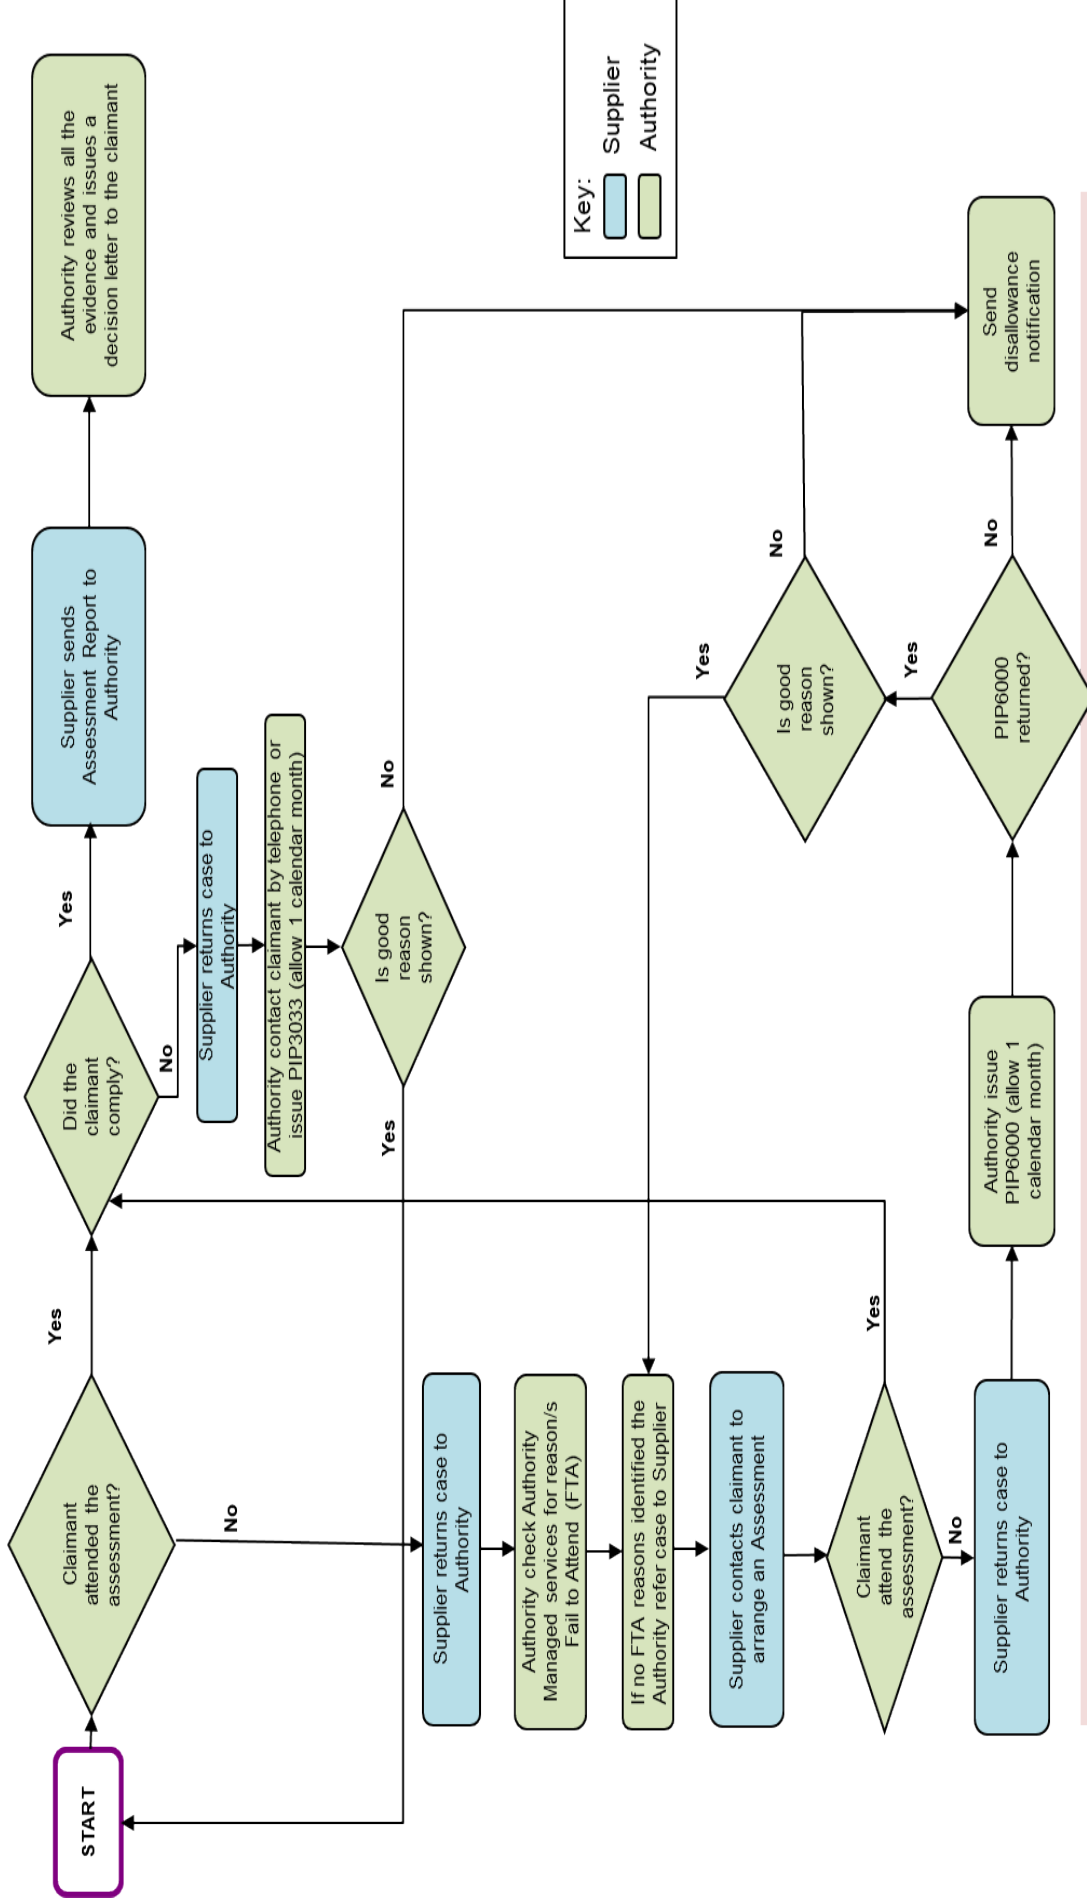 START
Claimant
attended the
assessment?
Yes
No
Did the
claimant
comply?
Yes
No
Supplier sends
Assessment Report to
Authority
Authority reviews all the
evidence and issues a
decision letter to the claimant
Supplier returns case to
Authority
Authority contact claimant by telephone or
issue PIP3033 (allow 1 calendar month)
Is good
reason
shown?
Yes
No
Supplier returns case to
Authority
Authority check Authority
Managed services for reason/s
Fail to Attend (FTA)
If no FTA reasons identified the
Authority refer case to Supplier
Supplier contacts claimant to
arrange an Assessment
Claimant
attend the
assessment?
Yes
No
Supplier returns case to
Authority
Authority issue
PIP6000 (allow 1
calendar month)
PIP6000
returned?
Yes
No
Is good
reason
shown?
Yes
No
Send
disallowance
notification
Key:
Supplier
Authority